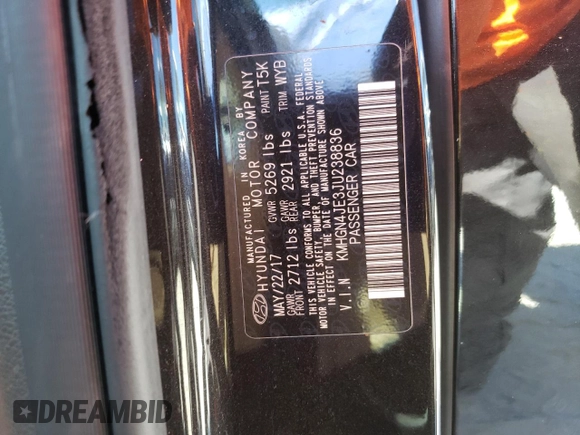 MANUFACTURED IN KOREA BY
HYUNDAI MOTOR COMPANY
MAY/22/17 GVWR 5269 lbs PAINT T5K
GAWR FRONT 2712 lbs GAWR REAR 2921 lbs TRIM WYB
THIS VEHICLE CONFORMS TO ALL APPLICABLE U.S.A. FEDERAL
MOTOR VEHICLE SAFETY, BUMPER, AND THEFT PREVENTION STANDARDS
IN EFFECT ON THE DATE OF MANUFACTURE SHOWN ABOVE.
V.I.N KMHGN4JE3JU238836
PASSENGER CAR
DREAMBID